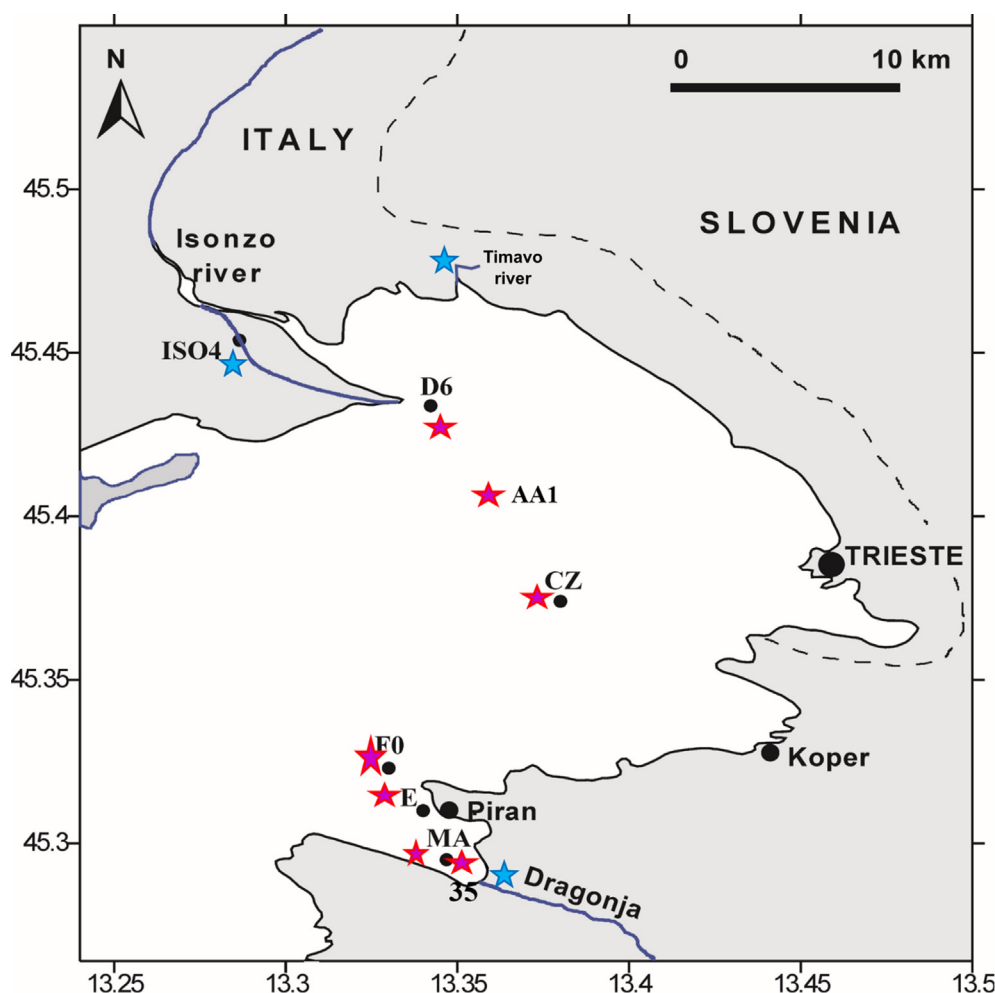 N
0 10 km
ITALY
45.5
SLOVENIA
Isonzo
river
Timavo
river
45.45
ISO4
D6
AA1
45.4
TRIESTE
CZ
45.35
F0
Koper
E
Piran
45.3
MA
35
Dragonja
13.25 13.3 13.35 13.4 13.45 13.5